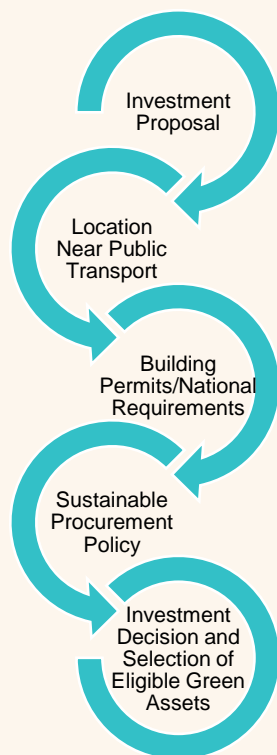 Investment
Proposal
Location
Near Public
Transport
Building
Permits/National
Requirements
Sustainable
Procurement
Policy
Investment
Decision and
Selection of
Eligible Green
Assets